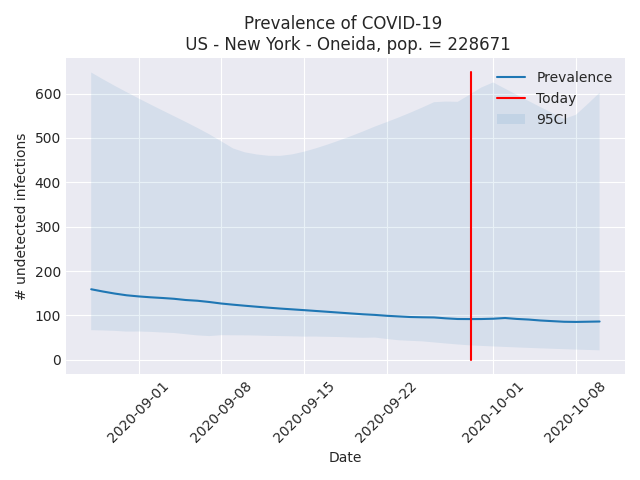 Prevalence of COVID-19
US - New York - Oneida, pop. = 228671
Prevalence
Today
95CI
# undetected infections
600
500
400
300
200
100
0
2020-09-01
2020-09-08
2020-09-15
2020-09-22
2020-10-01
2020-10-08
Date